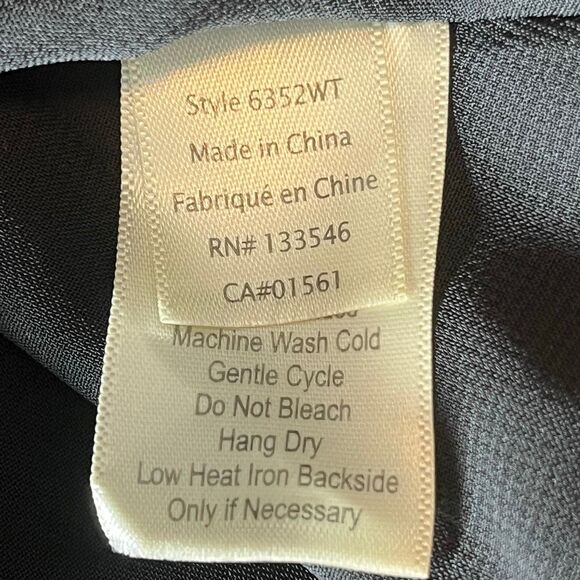 Style 6352WT
Made in China
Fabriqué en Chine
RN# 133546
CA#01561
Machine Wash Cold
Gentle Cycle
Do Not Bleach
Hang Dry
Low Heat Iron Backside
Only if Necessary